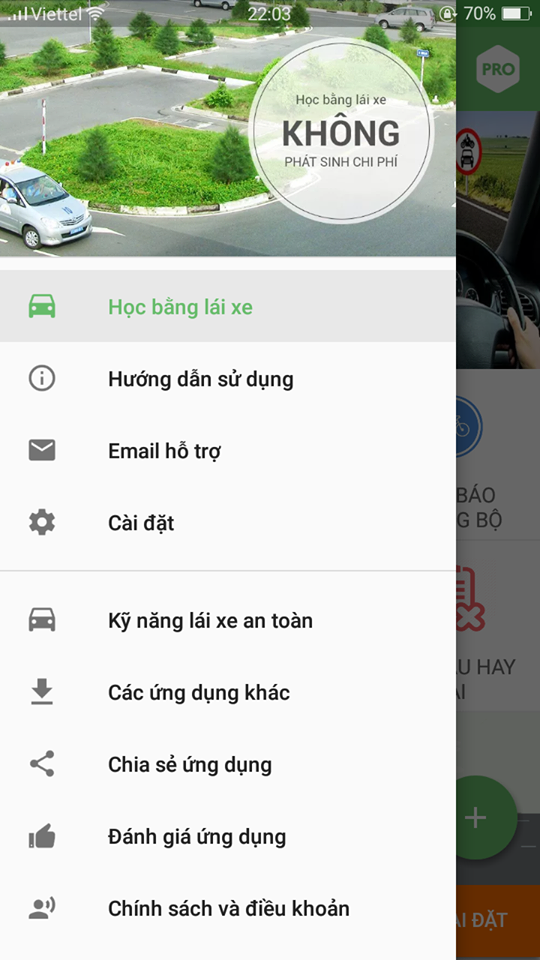 Viettel
22:03
70%
PRO
Học bằng lái xe
KHÔNG
PHÁT SINH CHI PHÍ
Học bằng lái xe
Hướng dẫn sử dụng
Email hỗ trợ
Cài đặt
Kỹ năng lái xe an toàn
Các ứng dụng khác
Chia sẻ ứng dụng
Đánh giá ứng dụng
Chính sách và điều khoản
BÁO
G BỘ
U HAY
AI
ÀI ĐẶT